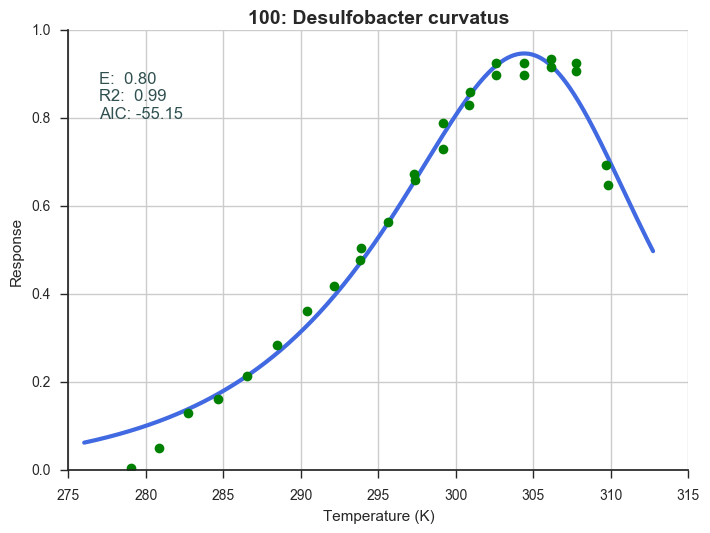 100: Desulfobacter curvatus
E:  0.80
R2:  0.99
AIC: -55.15
1.0
0.8
0.6
0.4
0.2
0.0
Response
275 280 285 290 295 300 305 310 315
Temperature (K)